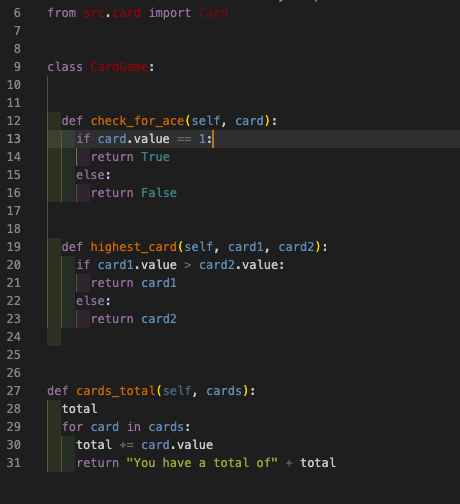 6 from src.card import Card
7
8
9 class CardGame:
10
11
12 def check_for_ace(self, card):
13 if card.value == 1:
14 return True
15 else:
16 return False
17
18
19 def highest_card(self, card1, card2):
20 if card1.value > card2.value:
21 return card1
22 else:
23 return card2
24
25
26
27 def cards_total(self, cards):
28 total
29 for card in cards:
30 total += card.value
31 return "You have a total of" + total